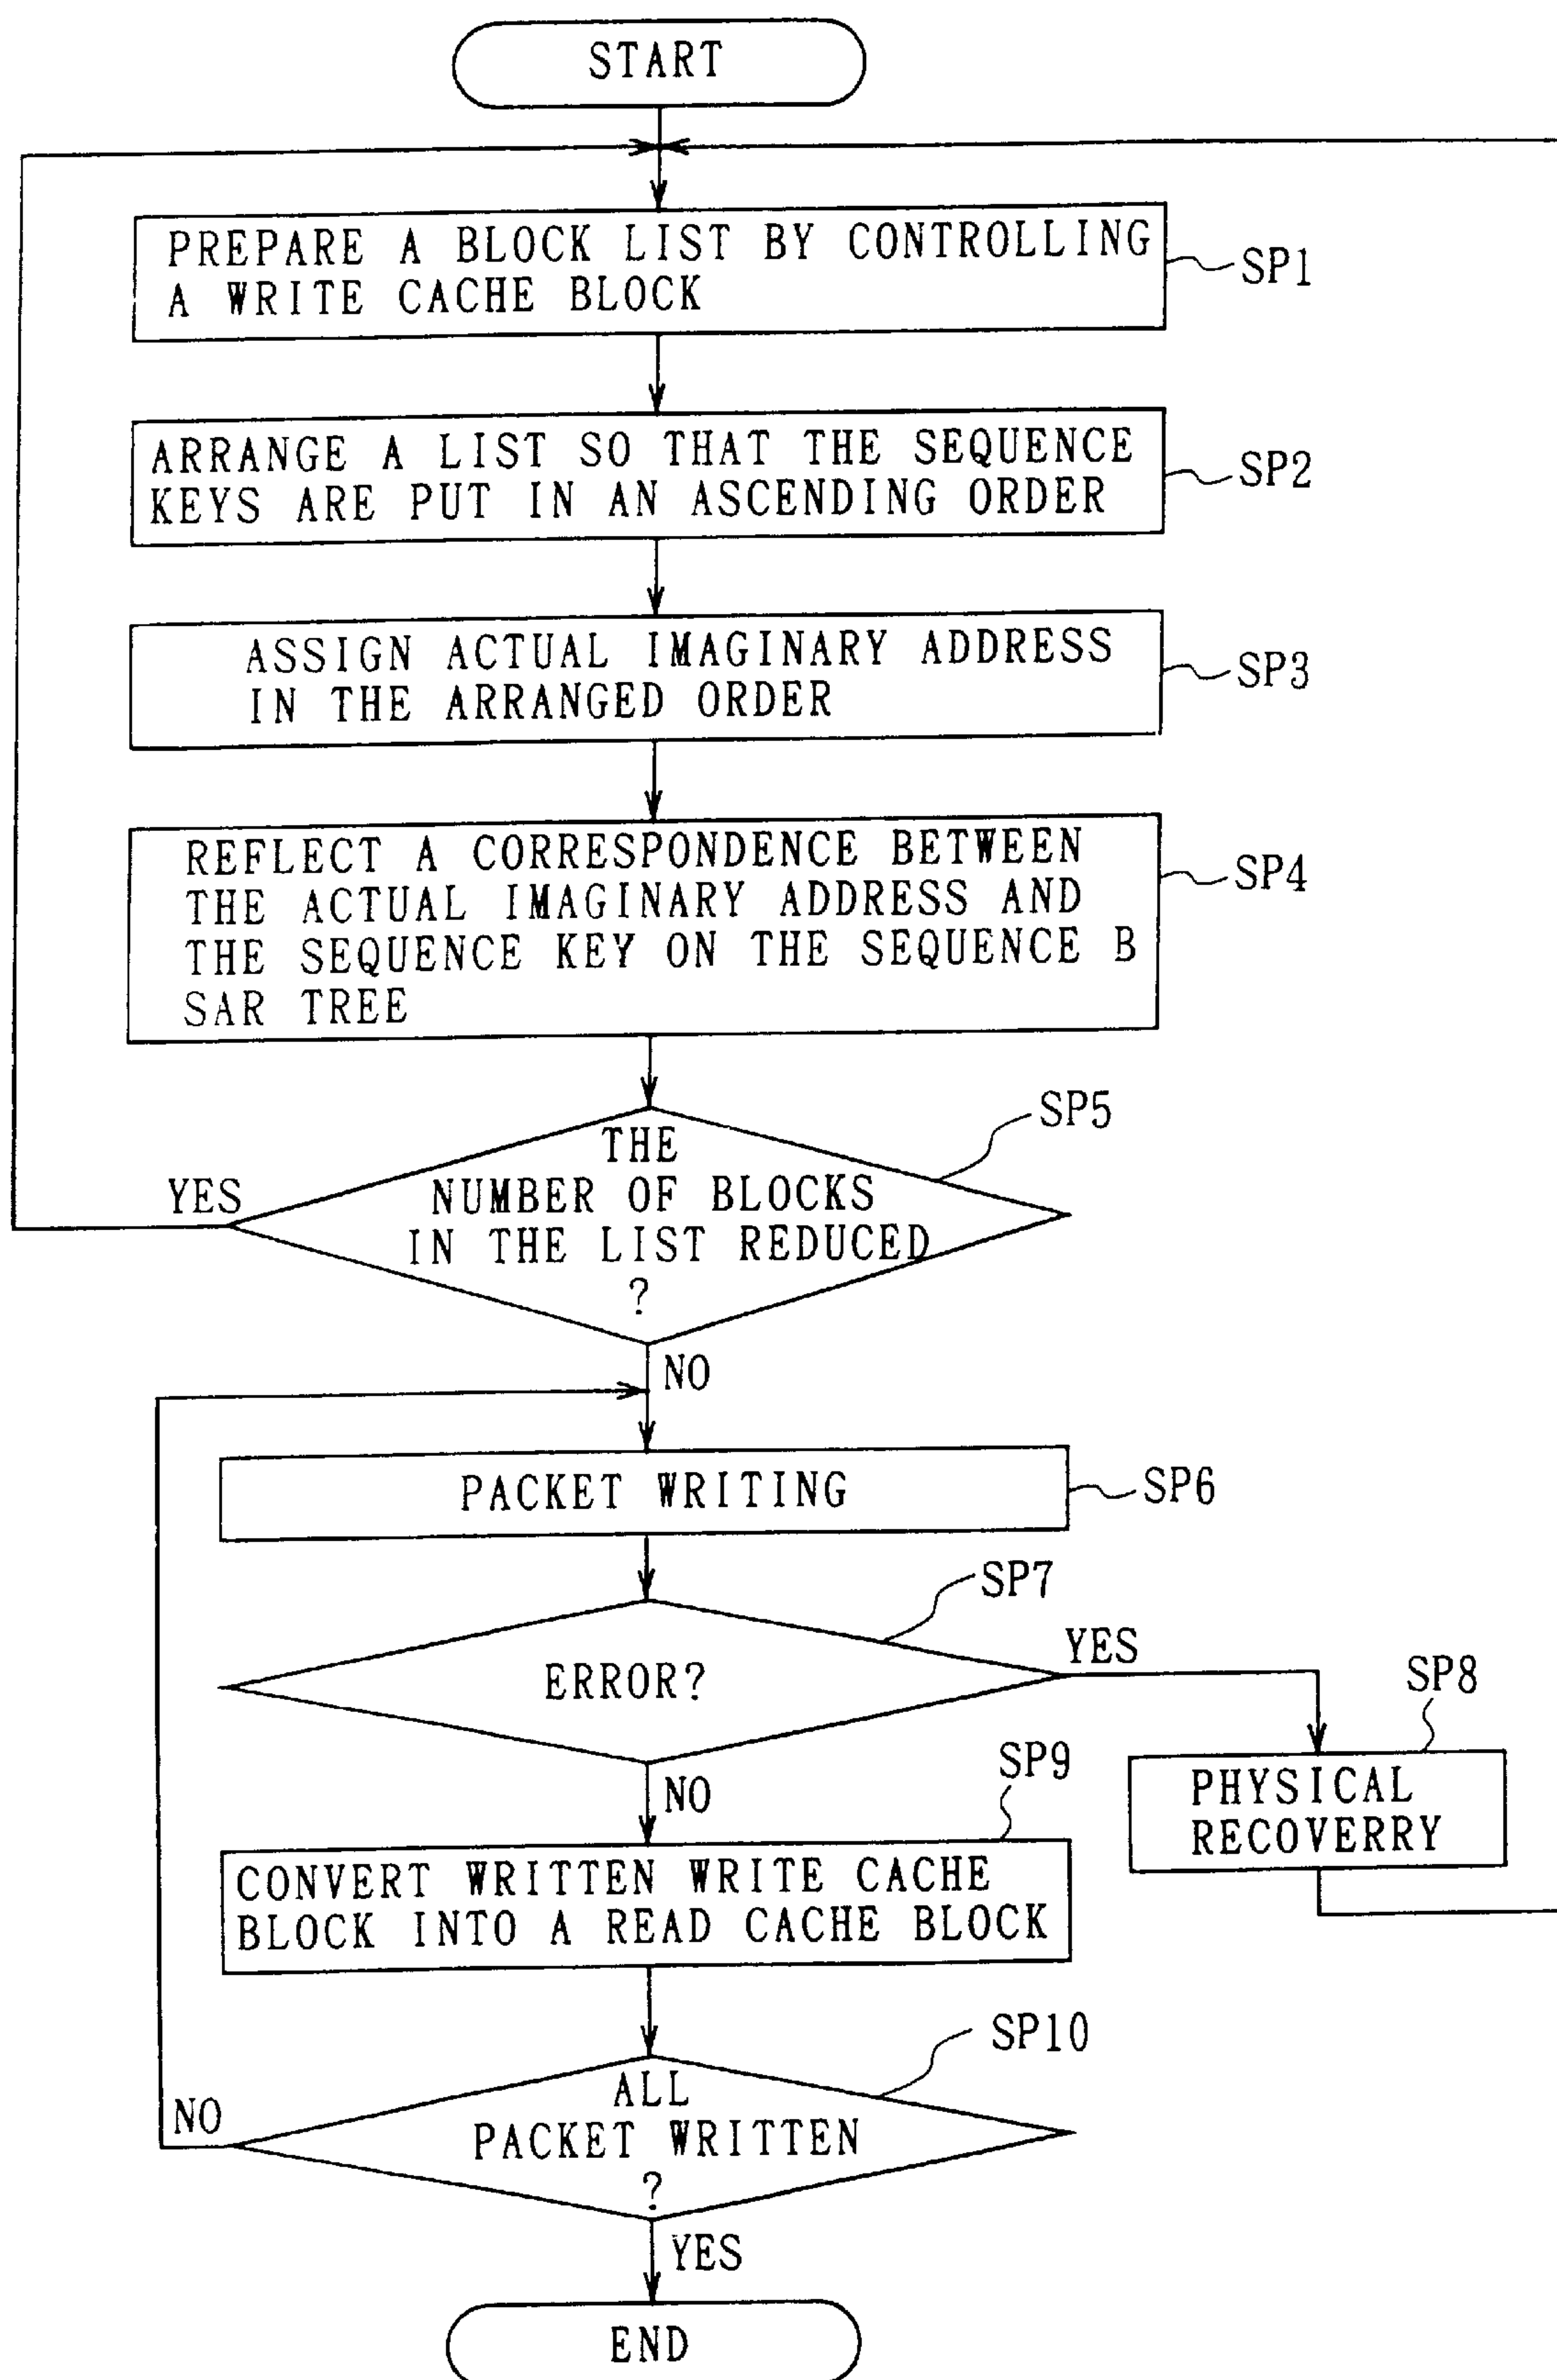 START
PREPARE A BLOCK LIST BY CONTROLLING
A WRITE CACHE BLOCK
SP1
ARRANGE A LIST SO THAT THE SEQUENCE
KEYS ARE PUT IN AN ASCENDING ORDER
SP2
ASSIGN ACTUAL IMAGINARY ADDRESS
IN THE ARRANGED ORDER
SP3
REFLECT A CORRESPONDENCE BETWEEN
THE ACTUAL IMAGINARY ADDRESS AND
THE SEQUENCE KEY ON THE SEQUENCE B
SAR TREE
SP4
SP5
THE
NUMBER OF BLOCKS
IN THE LIST REDUCED
?
YES
NO
PACKET WRITING
SP6
SP7
ERROR?
YES
SP8
PHYSICAL
RECOVERRY
NO
SP9
CONVERT WRITTEN WRITE CACHE
BLOCK INTO A READ CACHE BLOCK
SP10
ALL
PACKET WRITTEN
?
NO
YES
END